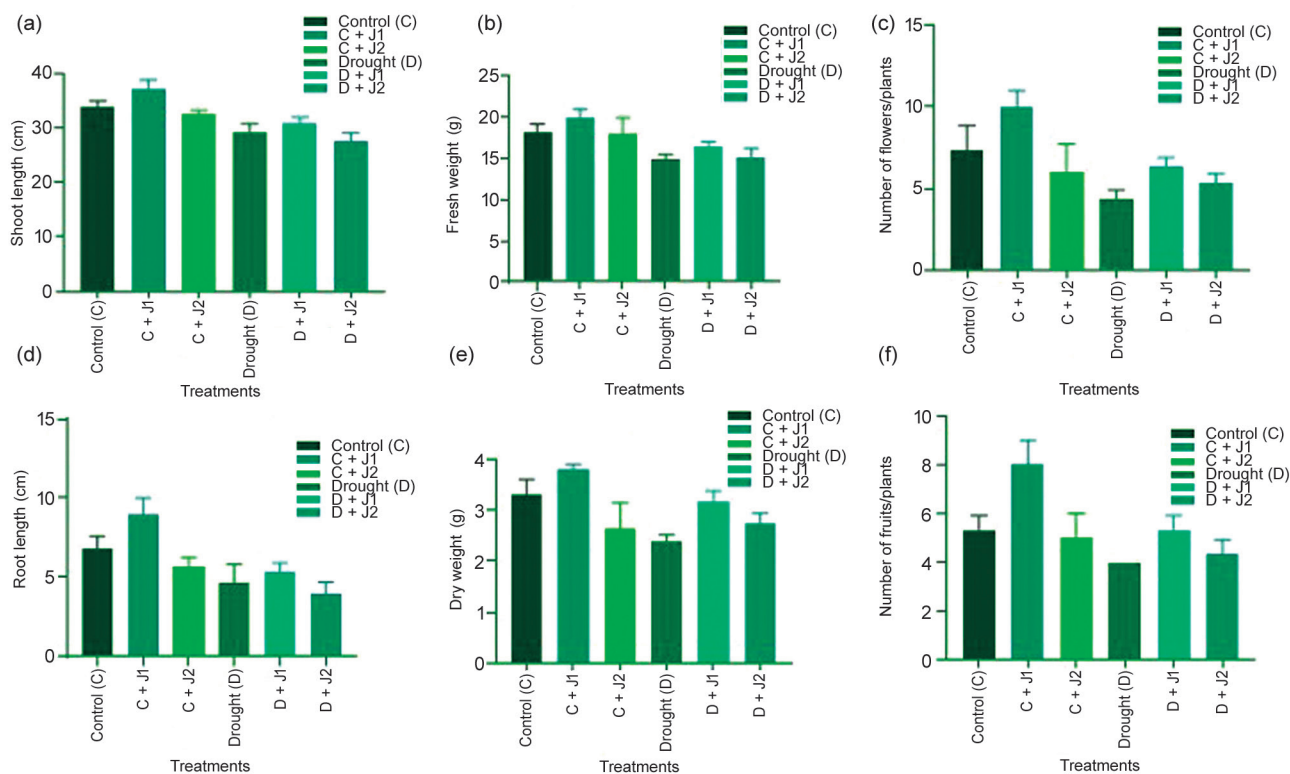 (a)
Control (C)
C + J1
C + J2
Drought (D)
D + J1
D + J2
40
30
20
10
0
Shoot length (cm)
Control (C)
C + J1
C + J2
Drought (D)
D + J1
D + J2
Treatments
(b)
Control (C)
C + J1
C + J2
Drought (D)
D + J1
D + J2
25
20
15
10
5
0
Fresh weight (g)
Control (C)
C + J1
C + J2
Drought (D)
D + J1
D + J2
Treatments
(c)
Control (C)
C + J1
C + J2
Drought (D)
D + J1
D + J2
15
10
5
0
Number of flowers/plants
Control (C)
C + J1
C + J2
Drought (D)
D + J1
D + J2
Treatments
(d)
Control (C)
C + J1
C + J2
Drought (D)
D + J1
D + J2
15
10
5
0
Root length (cm)
Control (C)
C + J1
C + J2
Drought (D)
D + J1
D + J2
Treatments
(e)
Control (C)
C + J1
C + J2
Drought (D)
D + J1
D + J2
4
3
2
1
0
Dry weight (g)
Control (C)
C + J1
C + J2
Drought (D)
D + J1
D + J2
Treatments
(f)
Control (C)
C + J1
C + J2
Drought (D)
D + J1
D + J2
10
8
6
4
2
0
Number of fruits/plants
Control (C)
C + J1
C + J2
Drought (D)
D + J1
D + J2
Treatments